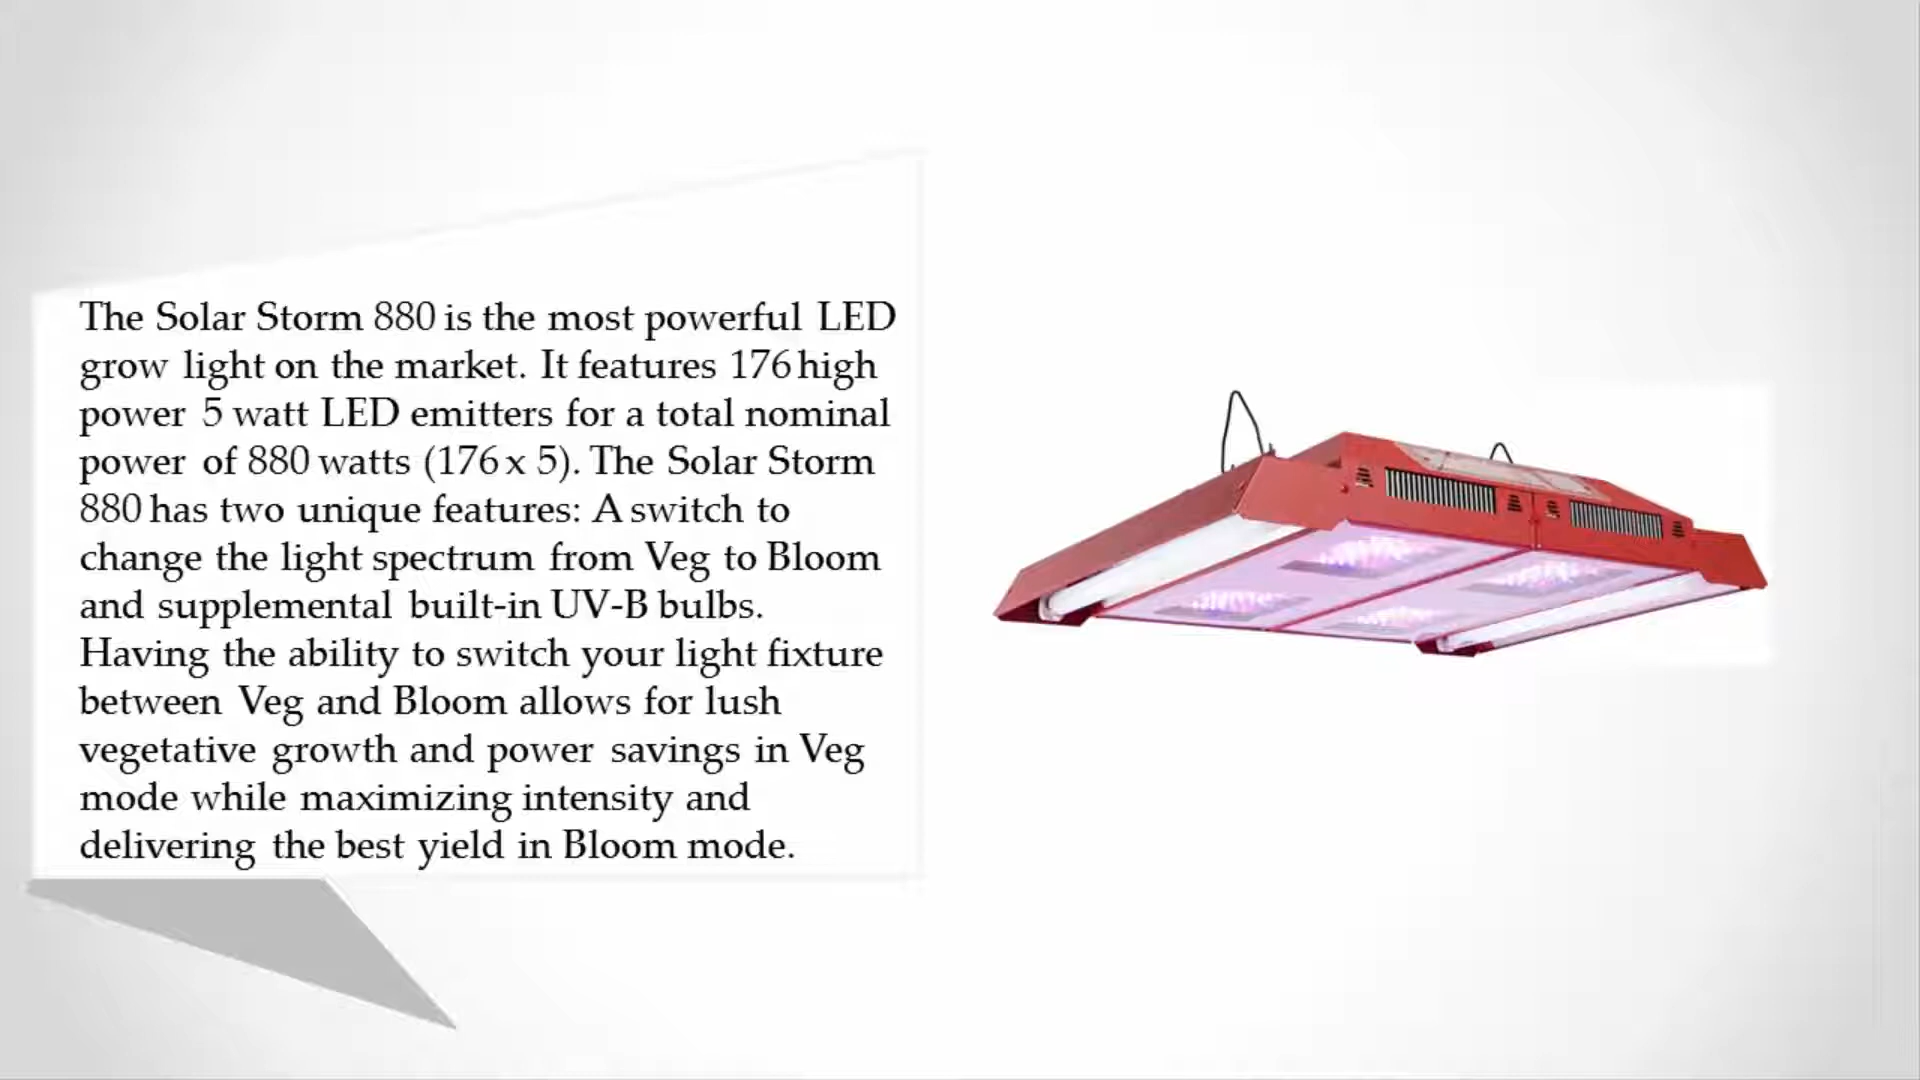 The Solar Storm 880 is the most powerful LED
grow light on the market. It features 176 high
power 5 watt LED emitters for a total nominal
power of 880 watts (176 x 5). The Solar Storm
880 has two unique features: A switch to
change the light spectrum from Veg to Bloom
and supplemental built-in UV-B bulbs.
Having the ability to switch your light fixture
between Veg and Bloom allows for lush
vegetative growth and power savings in Veg
mode while maximizing intensity and
delivering the best yield in Bloom mode.